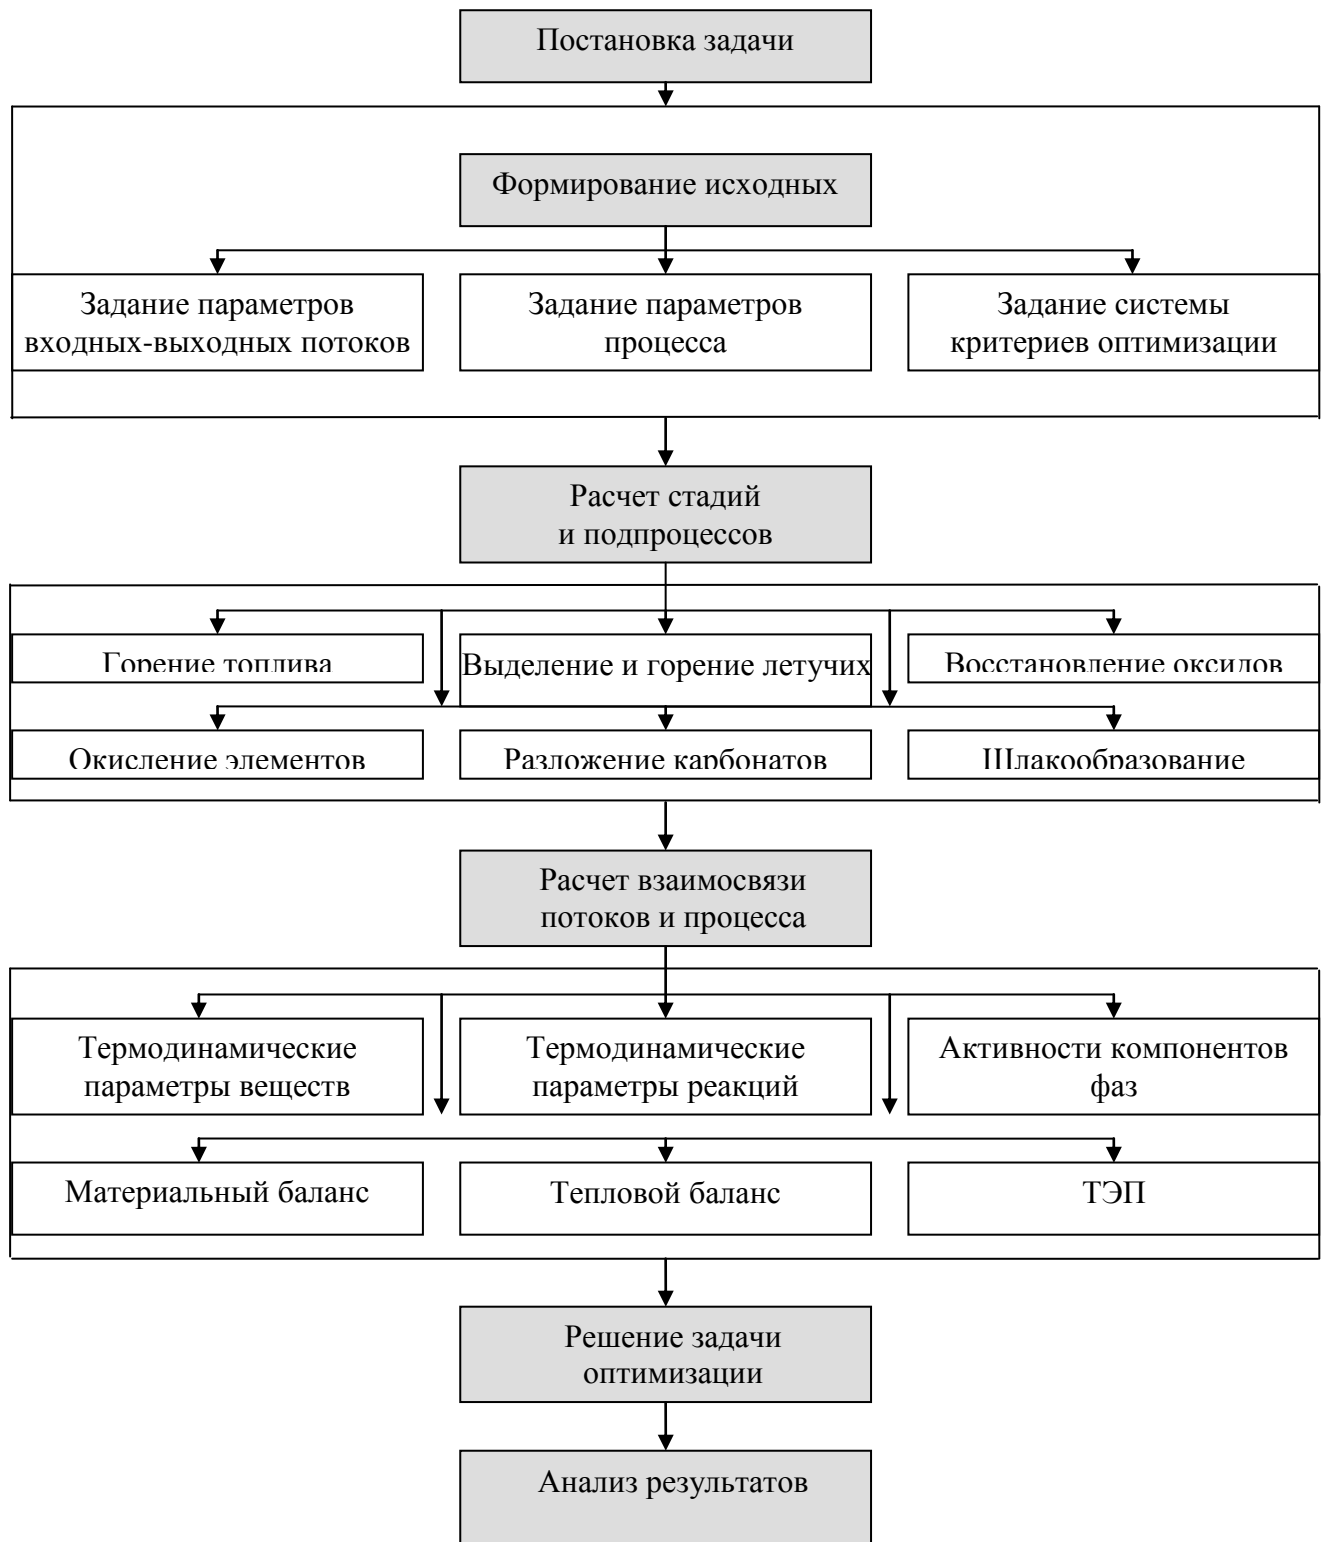 Постановка задачи
Формирование исходных
Задание параметров
входных-выходных потоков
Задание параметров
процесса
Задание системы
критериев оптимизации
Расчет стадий
и подпроцессов
Горение топлива
Выделение и горение летучих
Восстановление оксидов
Окисление элементов
Разложение карбонатов
Шлакообразование
Расчет взаимосвязи
потоков и процесса
Термодинамические
параметры веществ
Термодинамические
параметры реакций
Активности компонентов
фаз
Материальный баланс
Тепловой баланс
ТЭП
Решение задачи
оптимизации
Анализ результатов